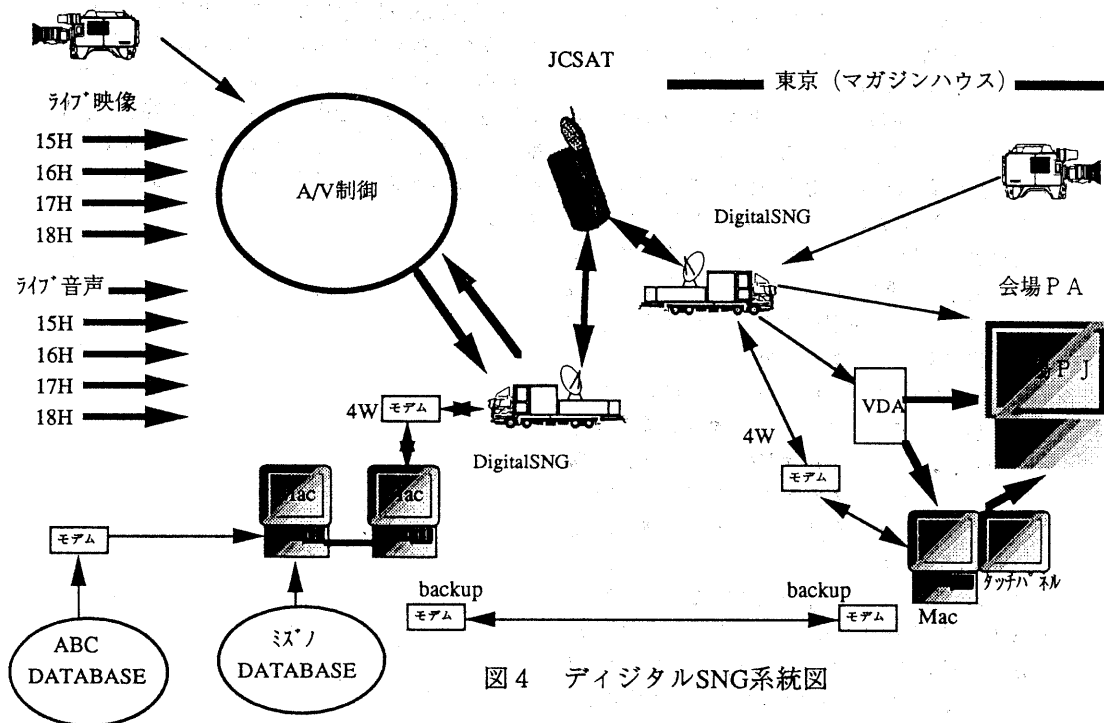 JCSAT
東京（マガジンハウス）
ﾗｲﾌﾞ映像
15H
16H
17H
18H
A/V制御
DigitalSNG
ﾗｲﾌﾞ音声
15H
16H
17H
18H
会場ＰＡ
ＰＪ
VDA
4W
モデム
4W
モデム
DigitalSNG
Mac
Mac
モデム
ﾀｯﾁﾊﾟﾈﾙ
Mac
backup
モデム
backup
モデム
ABC
DATABASE
ﾐｽﾞﾉ
DATABASE
図４　ディジタルSNG系統図